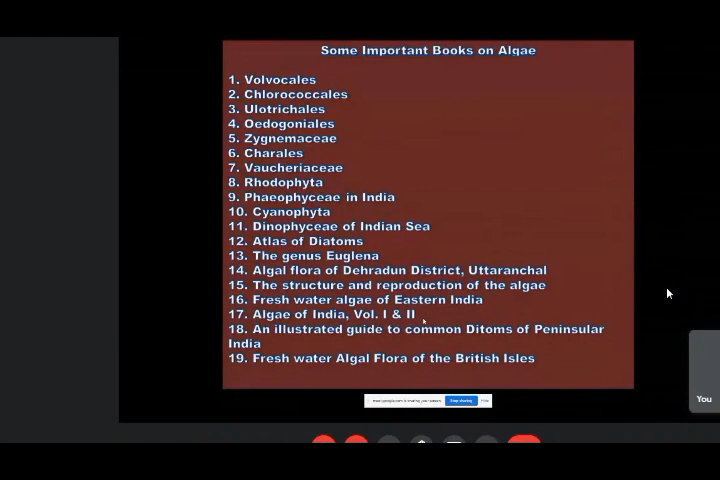 Some Important Books on Algae
1. Volvocales
2. Chlorococcales
3. Ulotrichales
4. Oedogoniales
5. Zygnemaceae
6. Charales
7. Vaucheriaceae
8. Rhodophyta
9. Phaeophyceae in India
10. Cyanophyta
11. Dinophyceae of Indian Sea
12. Atlas of Diatoms
13. The genus Euglena
14. Algal flora of Dehradun District, Uttaranchal
15. The structure and reproduction of the algae
16. Fresh water algae of Eastern India
17. Algae of India, Vol. I & II
18. An illustrated guide to common Ditoms of Peninsular
India
19. Fresh water Algal Flora of the British Isles
Stop sharing
You